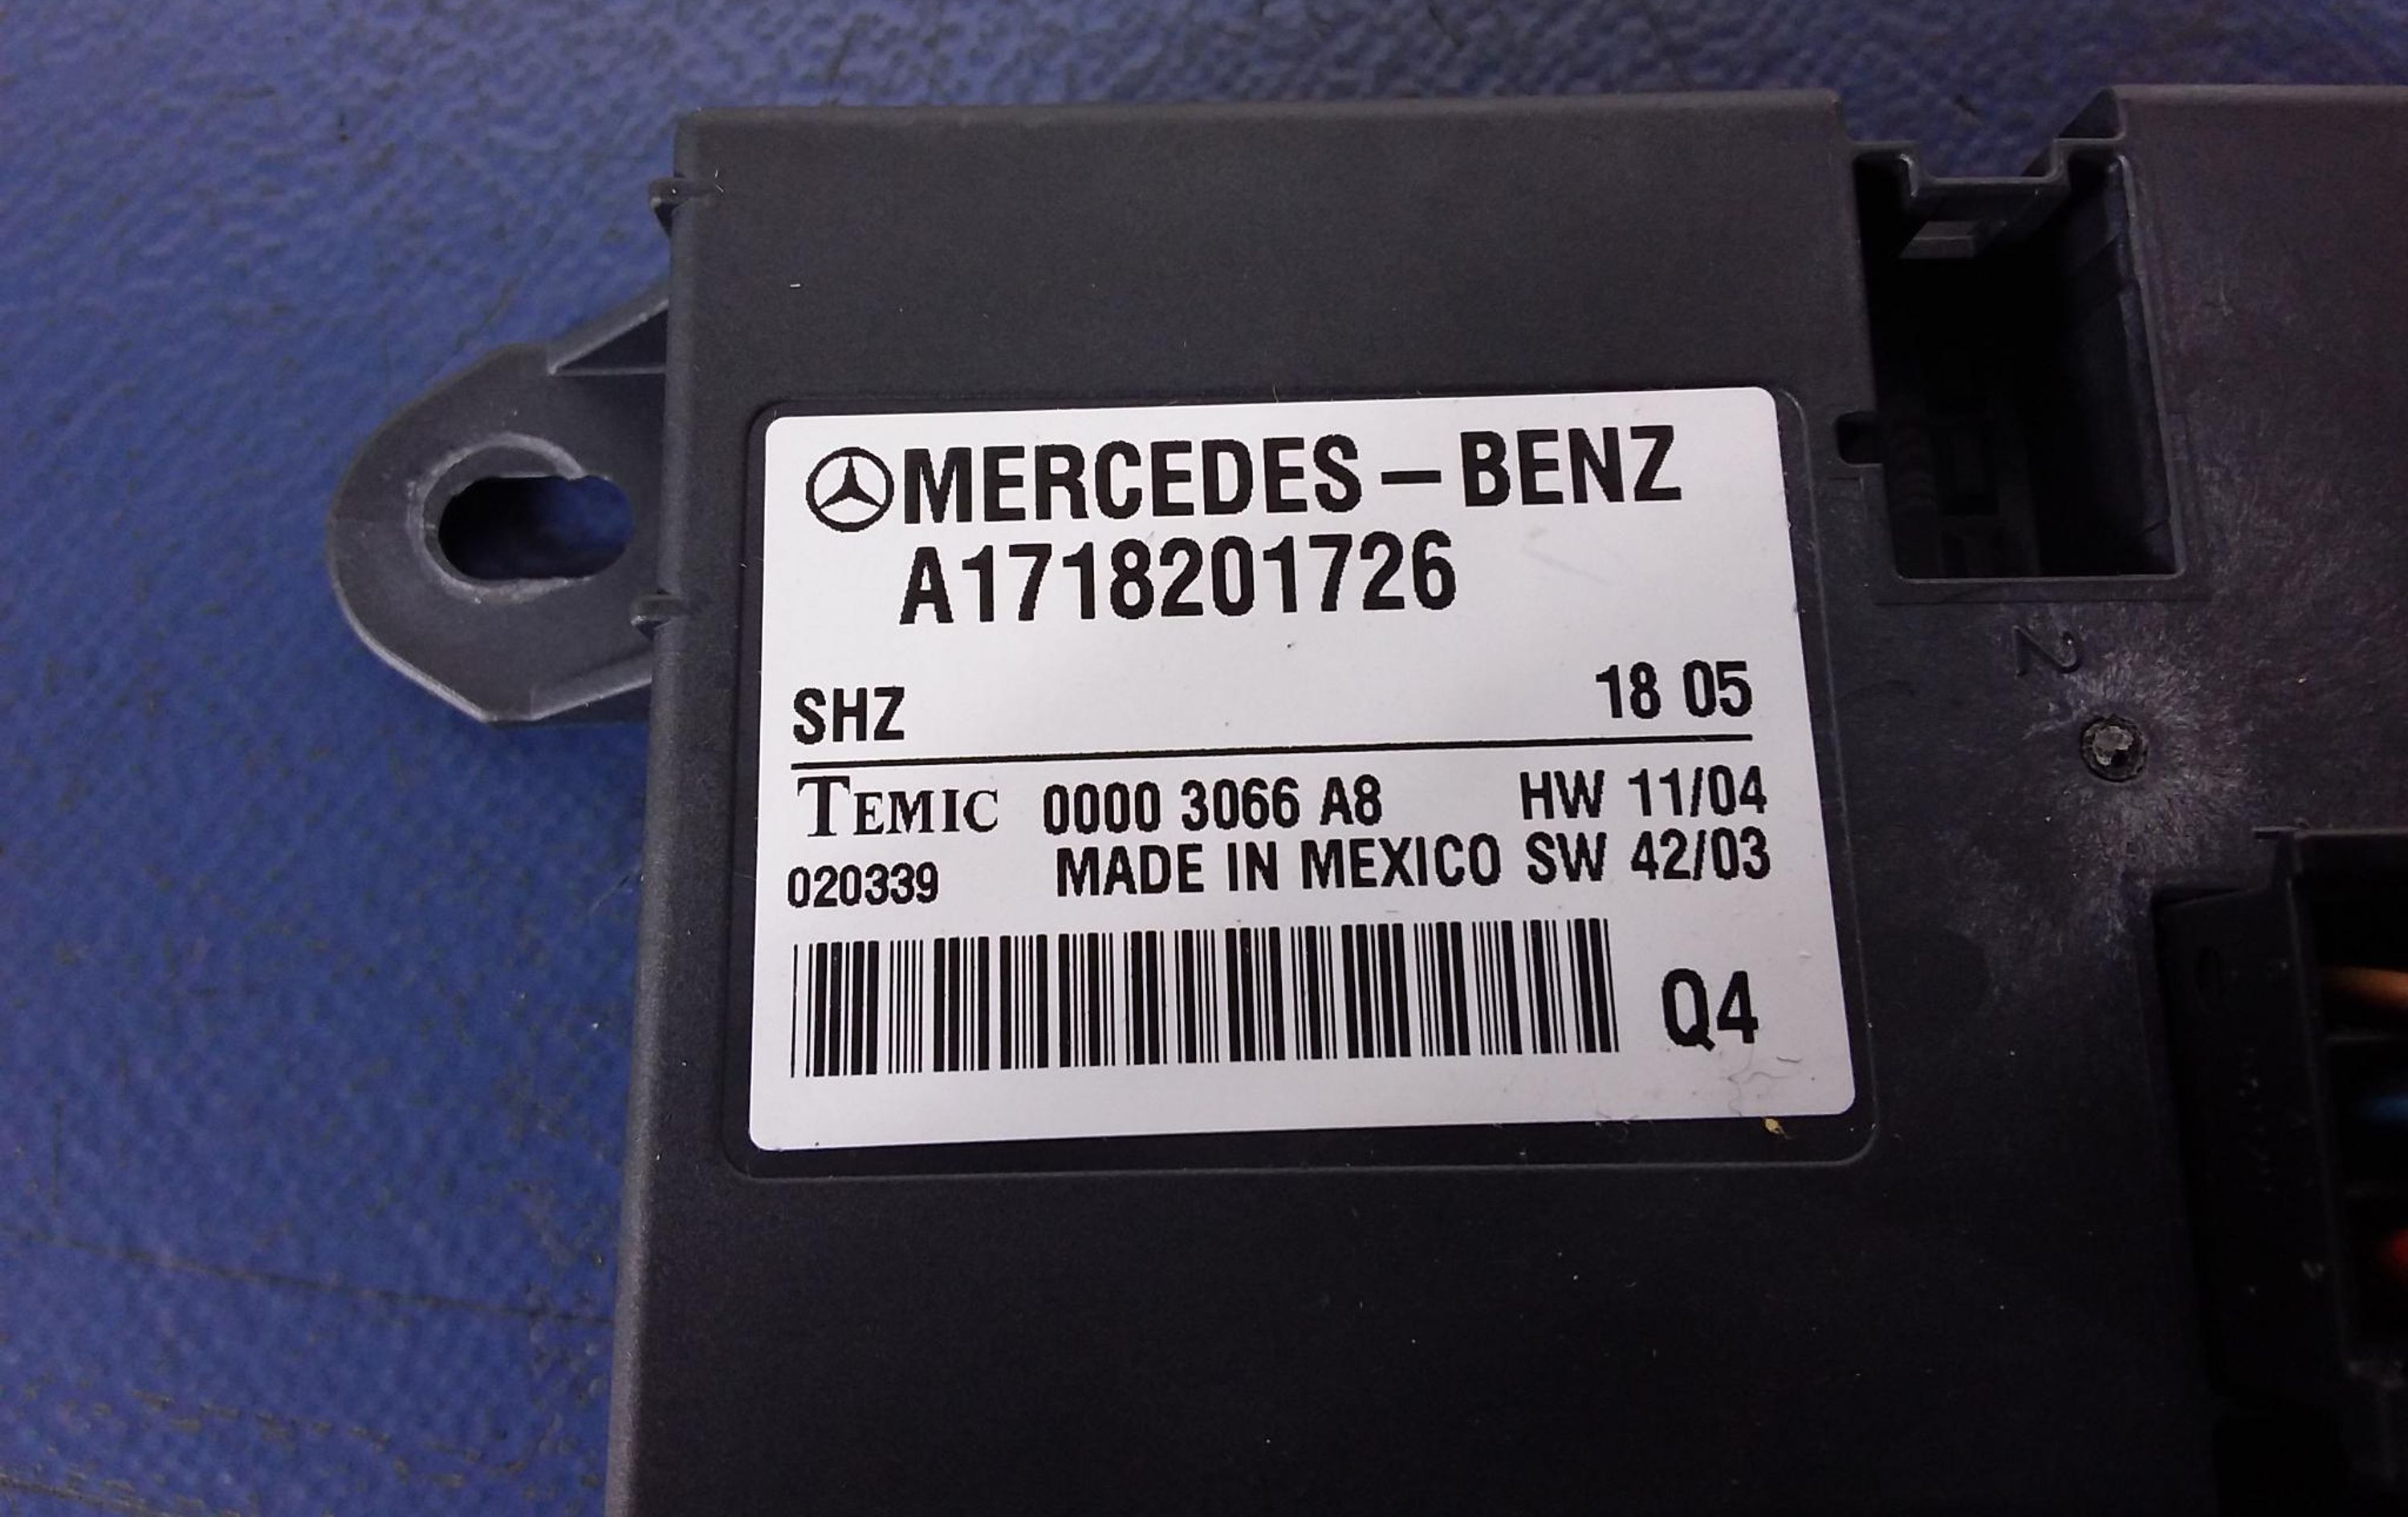 MERCEDES-BENZ
A1718201726
SHZ 18 05
TEMIC 0000 3066 A8 HW 11/04
020339 MADE IN MEXICO SW 42/03
Q4
2